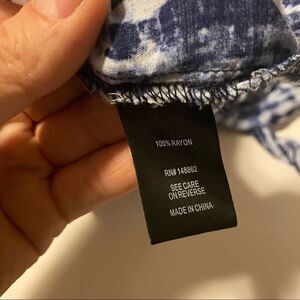 100% RAYON
RN# 148862
SEE CARE
ON REVERSE
MADE IN CHINA